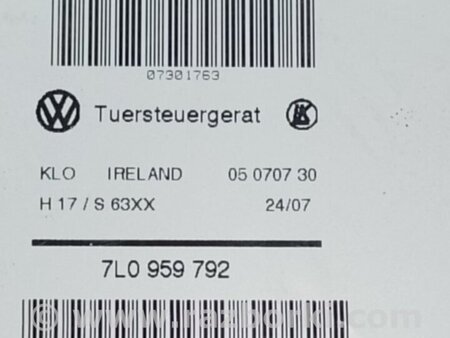 07301763
Tuersteuergerat
KLO IRELAND 05 0707 30
H 17 / S 63XX 24/07
7L0 959 792
© www.razborki.com